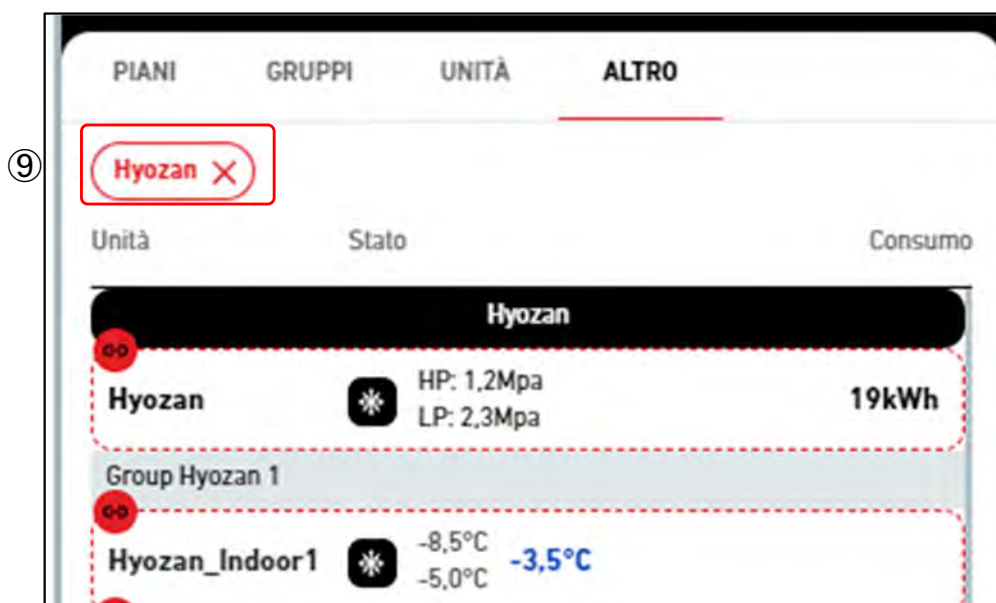 PIANI GRUPPI UNITÀ ALTRO
⑨ Hyozan ×
Unità Stato Consumo
Hyozan
Hyozan HP: 1,2Mpa 19kWh
LP: 2,3Mpa
Group Hyozan 1
Hyozan_Indoor1 -8,5°C -3,5°C
-5,0°C